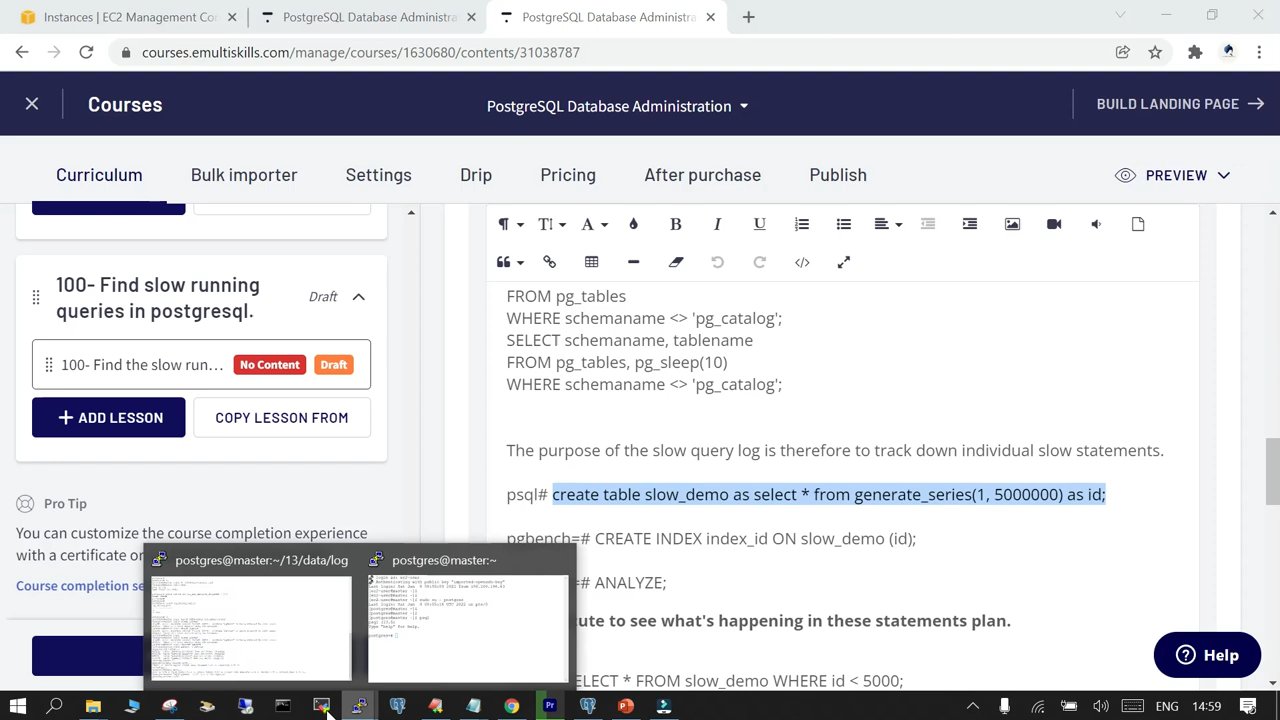 Instances | EC2 Management Co
PostgreSQL Database Administra
PostgreSQL Database Administra
courses.emultiskills.com/manage/courses/1630680/contents/31038787
Courses
PostgreSQL Database Administration
BUILD LANDING PAGE
Curriculum
Bulk importer
Settings
Drip
Pricing
After purchase
Publish
PREVIEW
100- Find slow running
queries in postgresql.
Draft
100- Find the slow run...
No Content
Draft
ADD LESSON
COPY LESSON FROM
Pro Tip
You can customize the course completion experience
with a certificate or
Course completion se
FROM pg_tables
WHERE schemaname <> 'pg_catalog';
SELECT schemaname, tablename
FROM pg_tables, pg_sleep(10)
WHERE schemaname <> 'pg_catalog';
The purpose of the slow query log is therefore to track down individual slow statements.
psql# create table slow_demo as select * from generate_series(1, 5000000) as id;
pgbench=# CREATE INDEX index_id ON slow_demo (id);
# ANALYZE;
ute to see what's happening in these statements plan.
ELECT * FROM slow_demo WHERE id < 5000;
postgres@master:~/13/data/log
postgres@master:~
Help
ENG
14:59